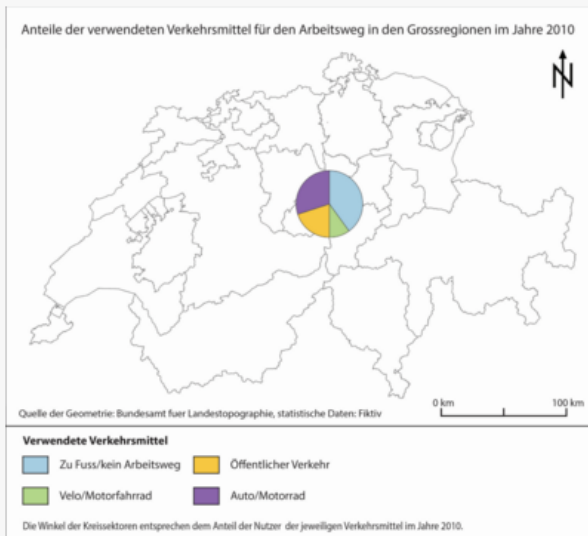 Anteile der verwendeten Verkehrsmittel für den Arbeitsweg in den Grossregionen im Jahre 2010
N
Quelle der Geometrie: Bundesamt fuer Landestopographie, statistische Daten: Fiktiv
0 km 100 km
Verwendete Verkehrsmittel
Zu Fuss/kein Arbeitsweg Öffentlicher Verkehr
Velo/Motorfahrrad Auto/Motorrad
Die Winkel der Kreissektoren entsprechen dem Anteil der Nutzer der jeweiligen Verkehrsmittel im Jahre 2010.